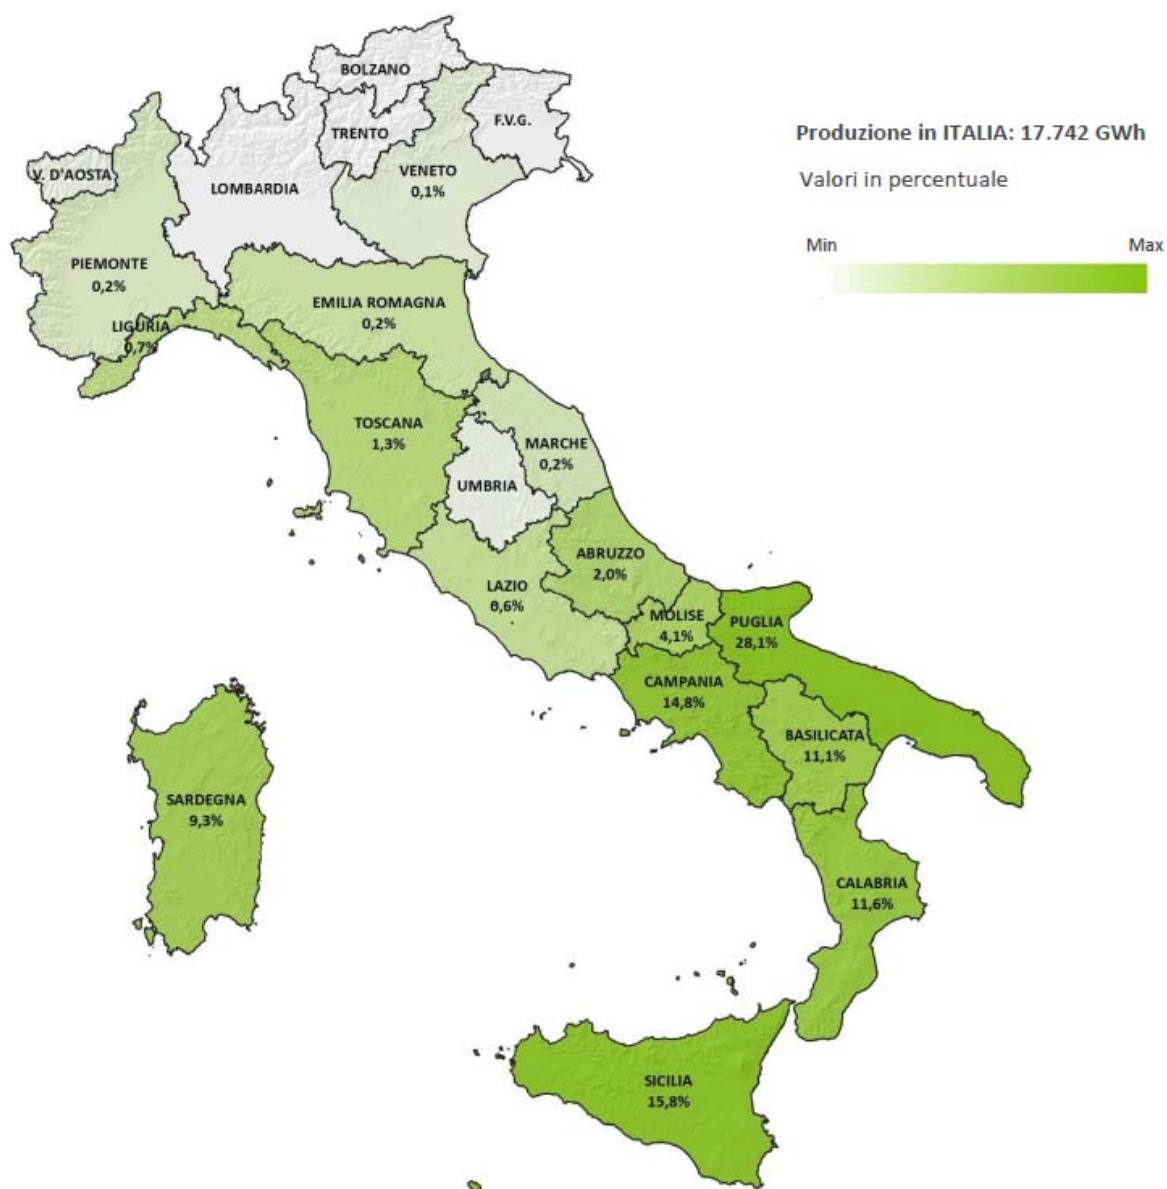 BOLZANO
TRENTO
F.V.G.
Produzione in ITALIA: 17.742 GWh
Valori in percentuale
Min
Max
V. D'AOSTA
LOMBARDIA
VENETO
0,1%
PIEMONTE
0,2%
EMILIA ROMAGNA
0,2%
LIGURIA
0,7%
TOSCANA
1,3%
MARCHE
0,2%
UMBRIA
ABRUZZO
2,0%
LAZIO
0,6%
MOLISE
4,1%
PUGLIA
28,1%
CAMPANIA
14,8%
BASILICATA
11,1%
SARDEGNA
9,3%
CALABRIA
11,6%
SICILIA
15,8%